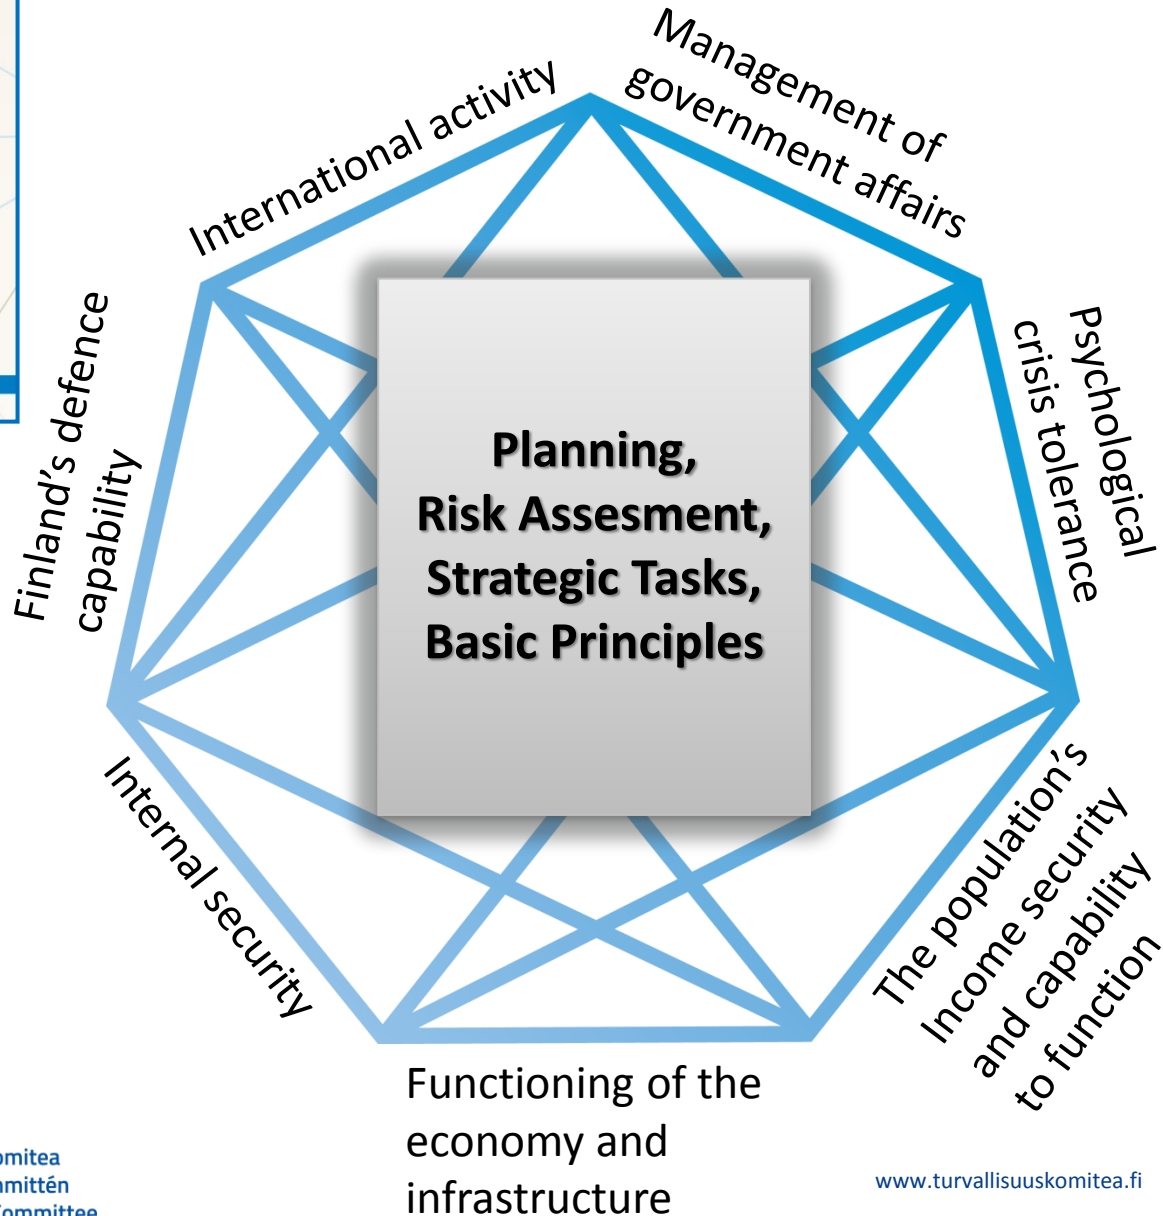 Management of
government affairs
International activity
Psychological
crisis tolerance
Finland’s defence
capability
Planning,
Risk Assesment,
Strategic Tasks,
Basic Principles
The population’s
Income security
and capability
to function
Internal security
Functioning of the
economy and
infrastructure
www.turvallisuuskomitea.fi